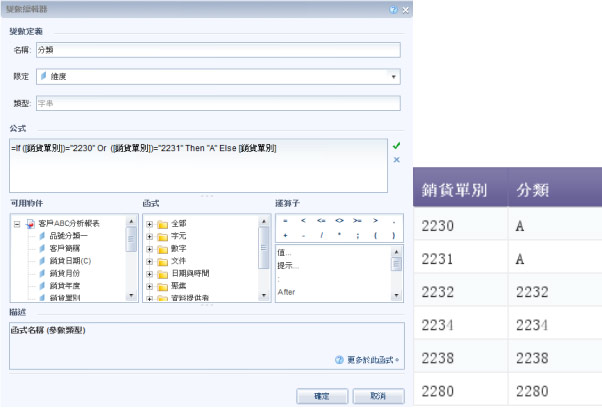 變數編輯器
變數定義
名稱: 分類
限定 維度
類型: 字串
公式
=If ([銷貨單別])="2230" Or ([銷貨單別])="2231" Then "A" Else [銷貨單別]
可用物件 函式 運算子
客戶ABC分析報表
品號分類一
客戶簡稱
銷貨日期(C)
銷貨月份
銷貨年度
銷貨單別
全部
字元
數字
文件
日期與時間
聚集
資料提供者
= < <= <> >= > .
+ - / * ; ( )
值...
提示...
:
After
描述
函式名稱 (參數類型)
更多於此函式。
確定 取消
銷貨單別 分類
2230 A
2231 A
2232 2232
2234 2234
2238 2238
2280 2280